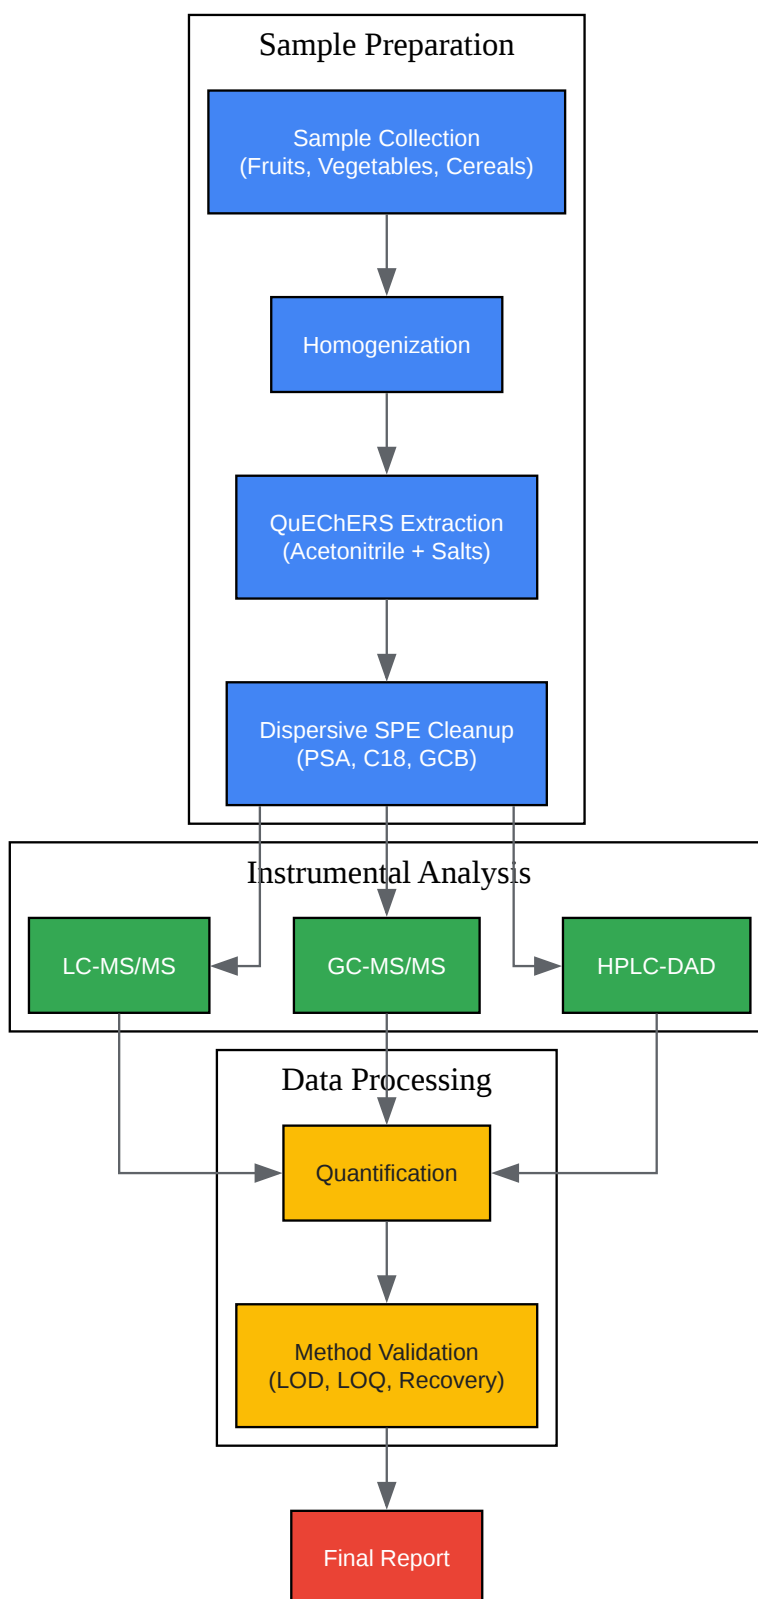 Sample Preparation
Sample Collection
(Fruits, Vegetables, Cereals)
Homogenization
QuEChERS Extraction
(Acetonitrile + Salts)
Dispersive SPE Cleanup
(PSA, C18, GCB)
Instrumental Analysis
LC-MS/MS
GC-MS/MS
HPLC-DAD
Data Processing
Quantification
Method Validation
(LOD, LOQ, Recovery)
Final Report